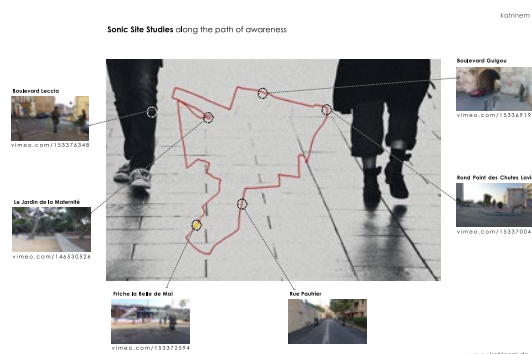 katrinem
Sonic Site Studies along the path of awareness
Boulevard Guigou
vimeo.com/15336919
Boulevard Leccia
vimeo.com/153376348
Rond Point des Chutes Lavi
vimeo.com/15337004
Le Jardin de la Maternité
vimeo.com/146530526
Friche la Belle de Mai
vimeo.com/153372594
Rue Pautrier